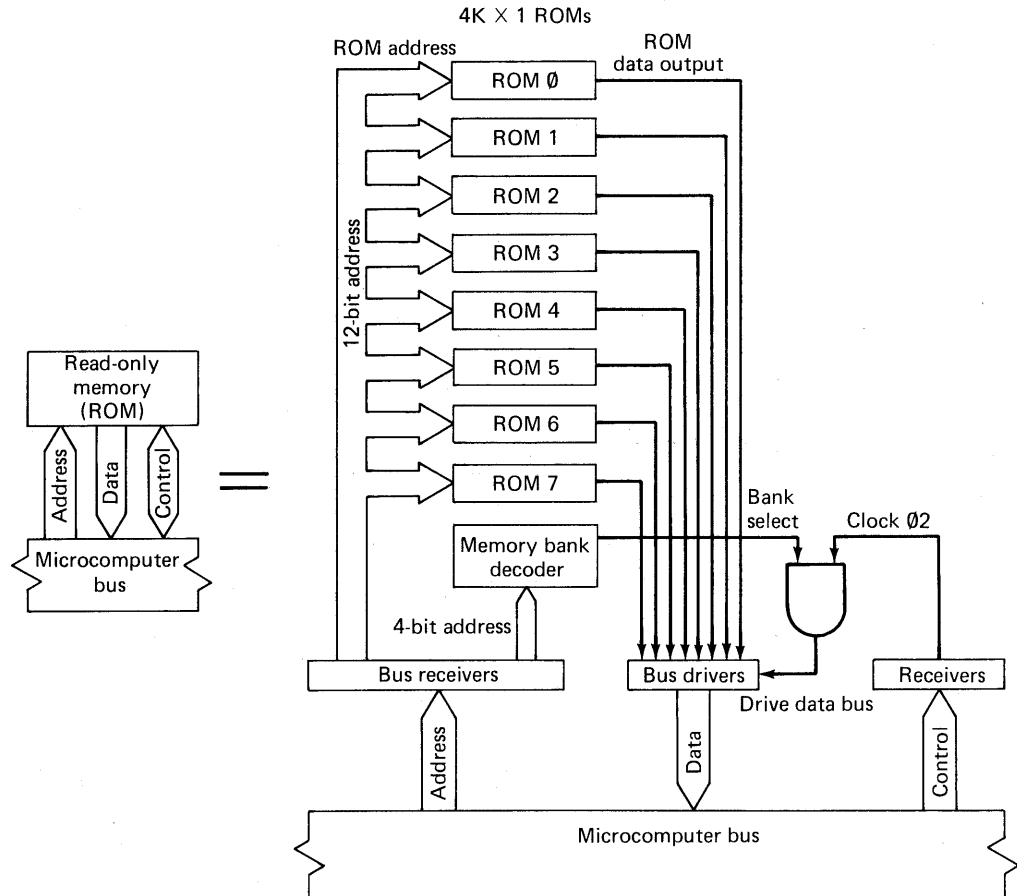 4K × 1 ROMs
ROM address
ROM
data output
ROM Ø
ROM 1
ROM 2
ROM 3
ROM 4
ROM 5
ROM 6
ROM 7
12-bit address
Read-only
memory
(ROM)
Address
Data
Control
Microcomputer
bus
Memory bank
decoder
Bank
select
Clock Ø2
4-bit address
Bus receivers
Bus drivers
Receivers
Drive data bus
Address
Data
Control
Microcomputer bus